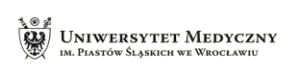 UNIWERSYTET MEDYCZNY
IM. PIASTÓW ŚLĄSKICH WE WROCŁAWIU